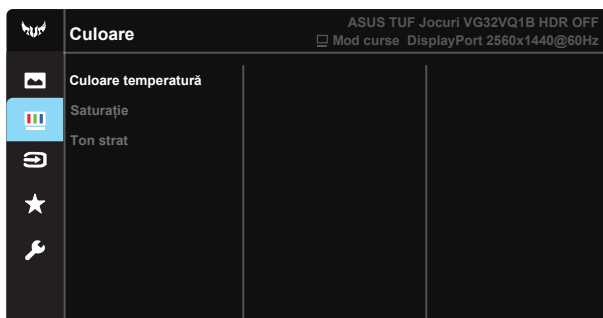 Culoare
ASUS TUF Jocuri VG32VQ1B HDR OFF
Mod curse DisplayPort 2560x1440@60Hz
Culoare temperatură
Saturație
Ton strat